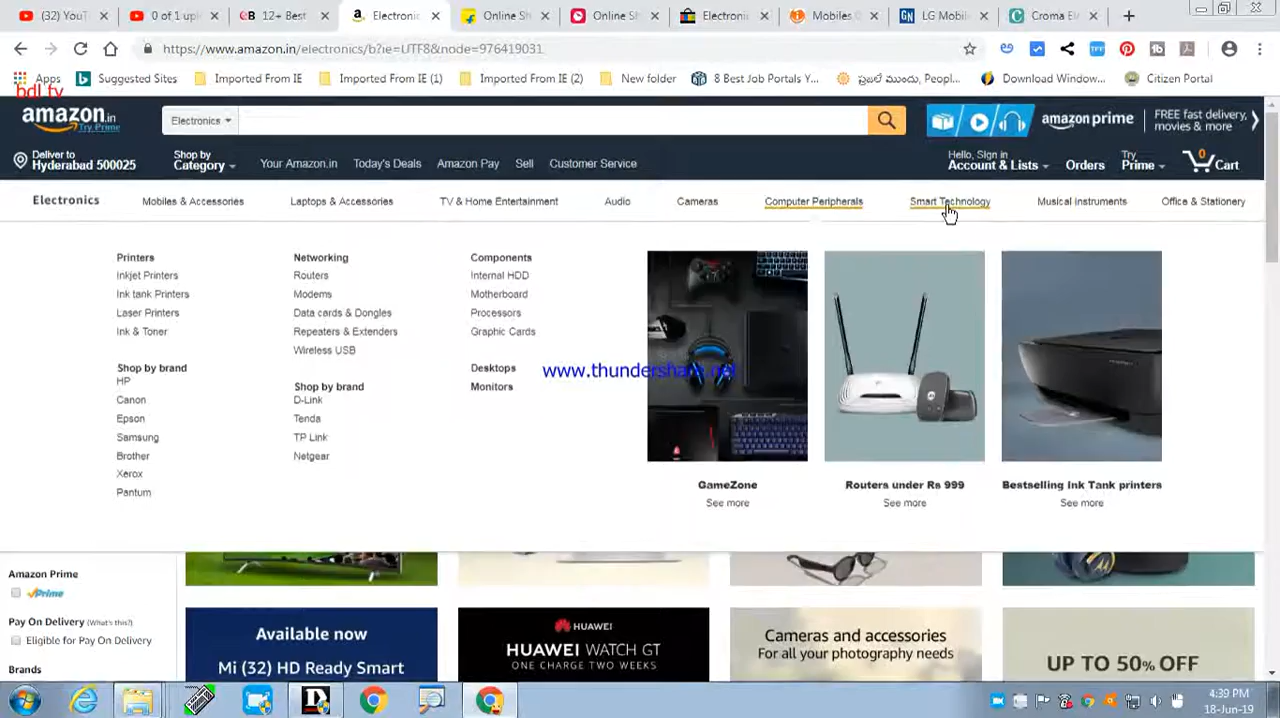 (32) You
0 of 1 upl
12+ Best
Electronic
Online Sh
Online Sh
Electronic
Mobiles O
LG Mobil
Croma El
https://www.amazon.in/electronics/b?ie=UTF8&node=976419031
Apps
Suggested Sites
Imported From IE
Imported From IE (1)
Imported From IE (2)
New folder
8 Best Job Portals Y...
ప్రజలే ముందు, Peopl...
Download Window...
Citizen Portal
bdl tv
amazon.in
Try Prime
Electronics
amazon prime
FREE fast delivery,
movies & more
Deliver to
Hyderabad 500025
Shop by
Category
Your Amazon.in
Today's Deals
Amazon Pay
Sell
Customer Service
Hello, Sign in
Account & Lists
Orders
Try
Prime
0
Cart
Electronics
Mobiles & Accessories
Laptops & Accessories
TV & Home Entertainment
Audio
Cameras
Computer Peripherals
Smart Technology
Musical Instruments
Office & Stationery
Printers
Inkjet Printers
Ink tank Printers
Laser Printers
Ink & Toner
Shop by brand
HP
Canon
Epson
Samsung
Brother
Xerox
Pantum
Networking
Routers
Modems
Data cards & Dongles
Repeaters & Extenders
Wireless USB
Shop by brand
D-Link
Tenda
TP Link
Netgear
Components
Internal HDD
Motherboard
Processors
Graphic Cards
Desktops
Monitors
www.thundershare.net
GameZone
See more
Routers under Rs 999
See more
Bestselling Ink Tank printers
See more
Amazon Prime
Prime
Pay On Delivery (What's this?)
Eligible for Pay On Delivery
Brands
Available now
Mi (32) HD Ready Smart
HUAWEI
HUAWEI WATCH GT
ONE CHARGE TWO WEEKS
Cameras and accessories
For all your photography needs
UP TO 50% OFF
4:39 PM
18-Jun-19